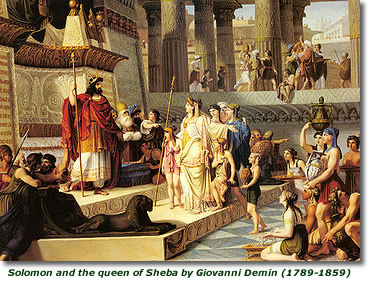 Solomon and the queen of Sheba by Giovanni Demin (1789-1859)